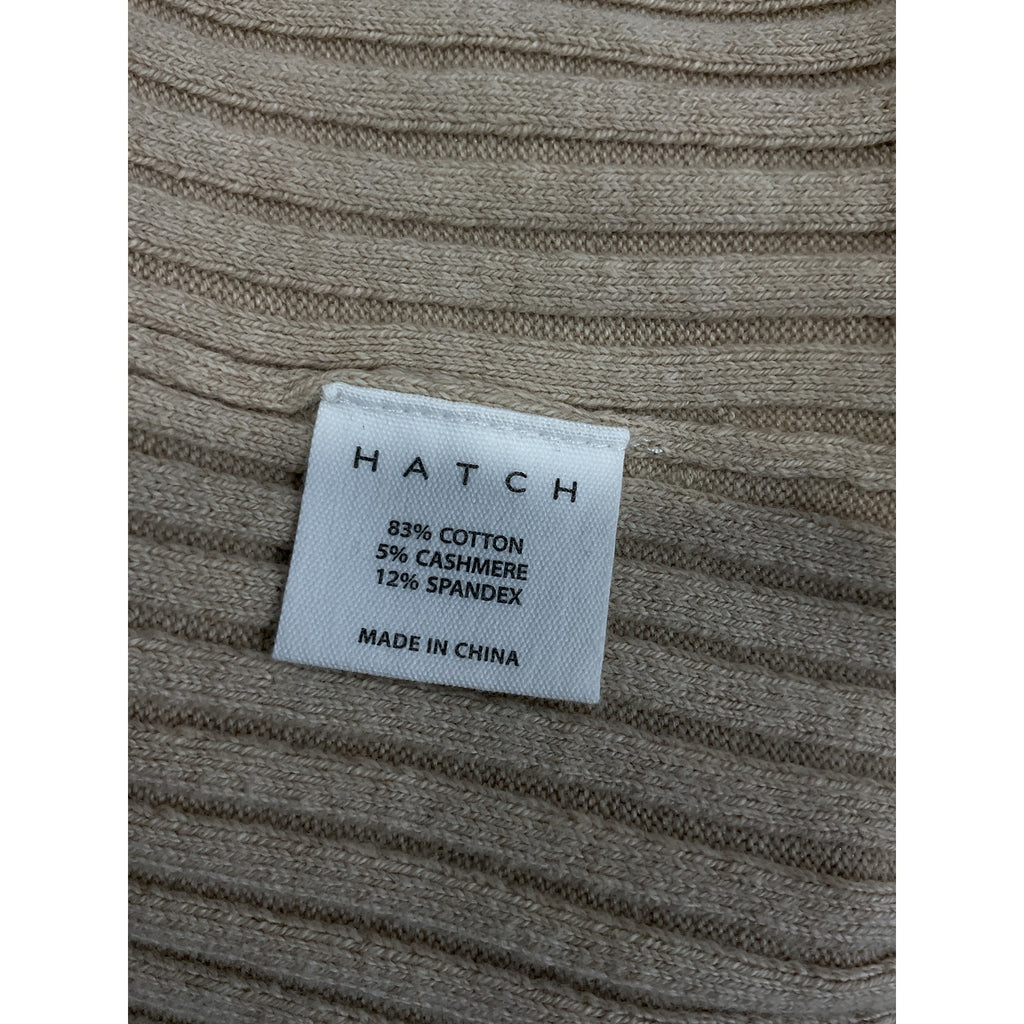 HATCH
83% COTTON
5% CASHMERE
12% SPANDEX
MADE IN CHINA